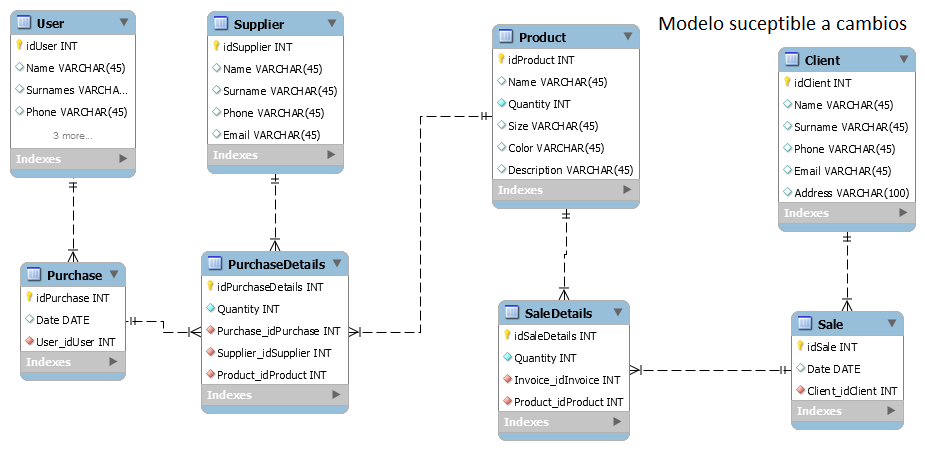 Modelo suceptible a cambios
User
idUser INT
Name VARCHAR(45)
Surnames VARCHA...
Phone VARCHAR(45)
3 more...
Indexes
Supplier
idSupplier INT
Name VARCHAR(45)
Surname VARCHAR(45)
Phone VARCHAR(45)
Email VARCHAR(45)
Indexes
Product
idProduct INT
Name VARCHAR(45)
Quantity INT
Size VARCHAR(45)
Color VARCHAR(45)
Description VARCHAR(45)
Indexes
Client
idClient INT
Name VARCHAR(45)
Surname VARCHAR(45)
Phone VARCHAR(45)
Email VARCHAR(45)
Address VARCHAR(100)
Indexes
Purchase
idPurchase INT
Date DATE
User_idUser INT
Indexes
PurchaseDetails
idPurchaseDetails INT
Quantity INT
Purchase_idPurchase INT
Supplier_idSupplier INT
Product_idProduct INT
Indexes
SaleDetails
idSaleDetails INT
Quantity INT
Invoice_idInvoice INT
Product_idProduct INT
Indexes
Sale
idSale INT
Date DATE
Client_idClient INT
Indexes